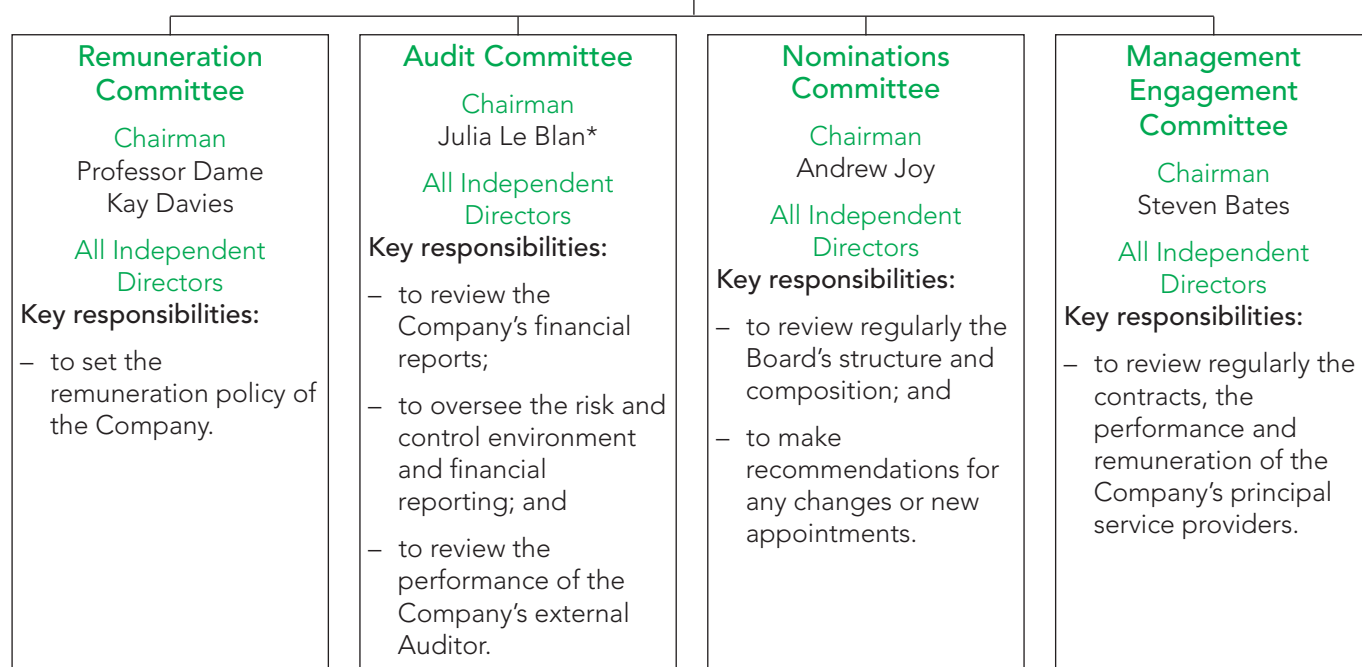 Remuneration
Committee
Chairman
Professor Dame
Kay Davies
All Independent
Directors
Key responsibilities:
– to set the
remuneration policy of
the Company.
Audit Committee
Chairman
Julia Le Blan*
All Independent
Directors
Key responsibilities:
– to review the
Company’s financial
reports;
– to oversee the risk and
control environment
and financial
reporting; and
– to review the
performance of the
Company’s external
Auditor.
Nominations
Committee
Chairman
Andrew Joy
All Independent
Directors
Key responsibilities:
– to review regularly the
Board’s structure and
composition; and
– to make
recommendations for
any changes or new
appointments.
Management
Engagement
Committee
Chairman
Steven Bates
All Independent
Directors
Key responsibilities:
– to review regularly the
contracts, the
performance and
remuneration of the
Company’s principal
service providers.